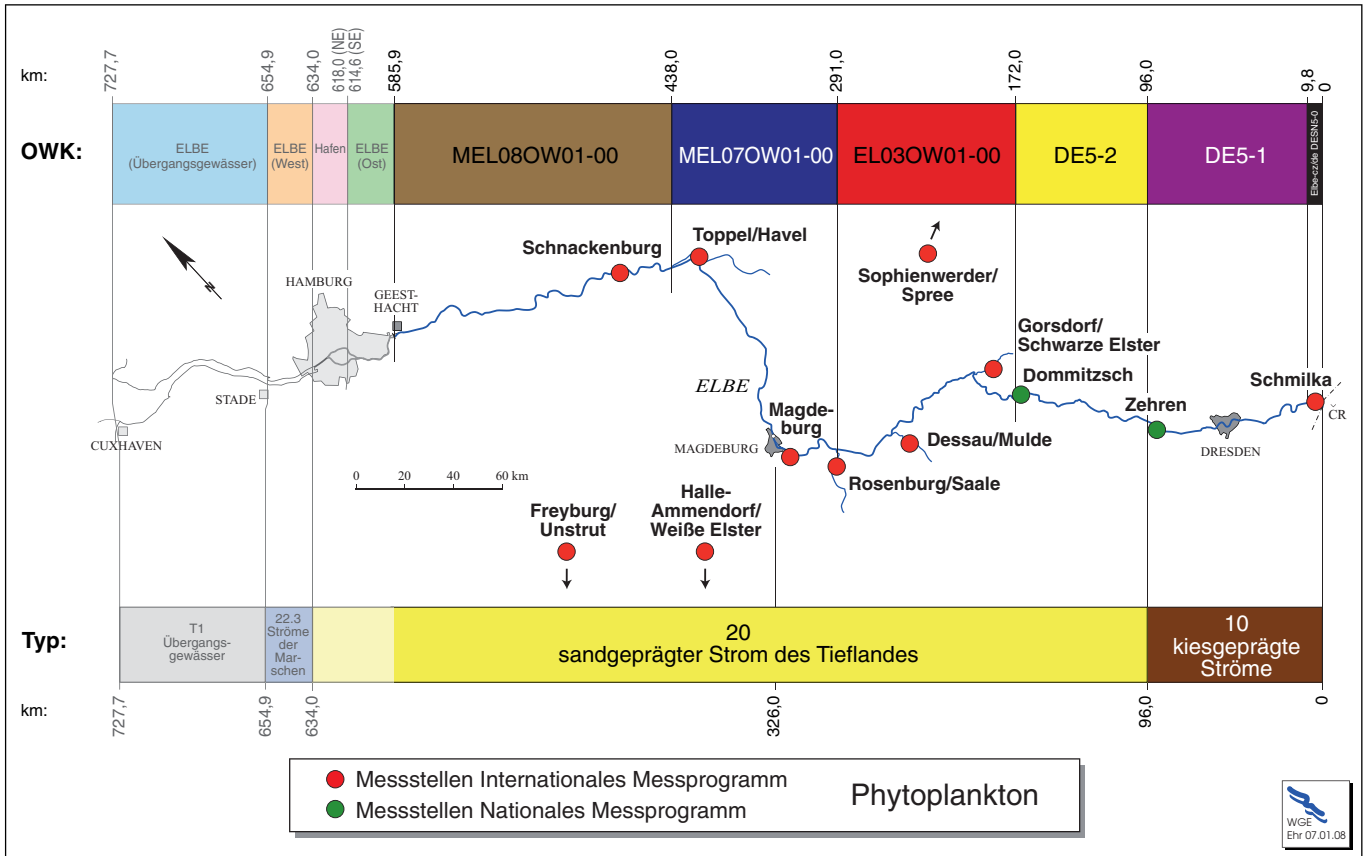 km:
727,7
654,9
634,0
618,0 (NE)
614,6 (SE)
585,9
438,0
291,0
172,0
96,0
9,8
0
OWK:
ELBE
(Übergangsgewässer)
ELBE
(West)
Hafen
ELBE
(Ost)
MEL08OW01-00
MEL07OW01-00
EL03OW01-00
DE5-2
DE5-1
Elbe-cz/de DESN5-0
N
Schnackenburg
Toppel/Havel
Sophienwerder/
Spree
HAMBURG
GEEST-
HACHT
Gorsdorf/
Schwarze Elster
Dommitzsch
Schmilka
ČR
ELBE
STADE
CUXHAVEN
Magde-
burg
MAGDEBURG
Zehren
DRESDEN
Dessau/Mulde
Rosenburg/Saale
0 20 40 60 km
Freyburg/
Unstrut
Halle-
Ammendorf/
Weiße Elster
Typ:
T1
Übergangs-
gewässer
22.3
Ströme
der
Mar-
schen
20
sandgeprägter Strom des Tieflandes
10
kiesgeprägte
Ströme
km:
727,7
654,9
634,0
326,0
96,0
0
Messstellen Internationales Messprogramm
Messstellen Nationales Messprogramm
Phytoplankton
WGE
Ehr 07.01.08